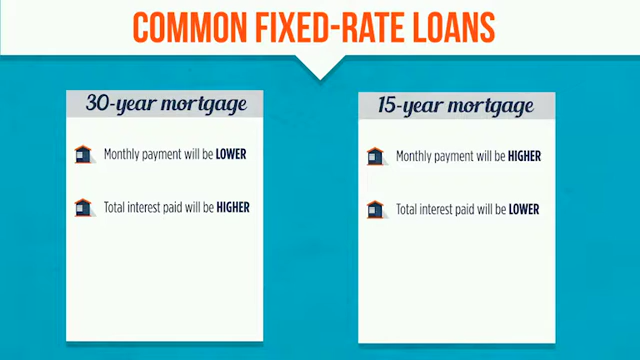 COMMON FIXED-RATE LOANS
30-year mortgage
Monthly payment will be LOWER
Total interest paid will be HIGHER
15-year mortgage
Monthly payment will be HIGHER
Total interest paid will be LOWER